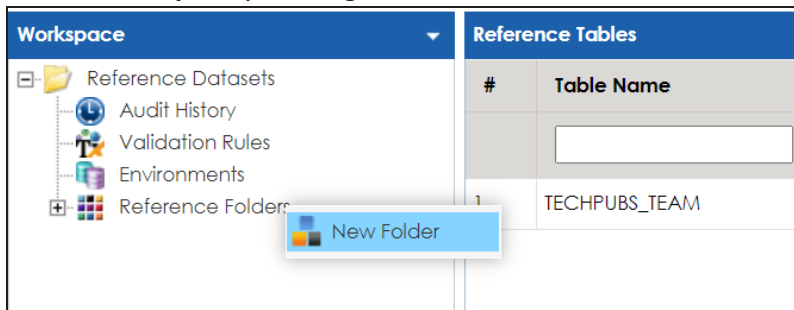 Workspace
Reference Datasets
Audit History
Validation Rules
Environments
Reference Folders
New Folder
Reference Tables
# Table Name
1 TECHPUBS_TEAM